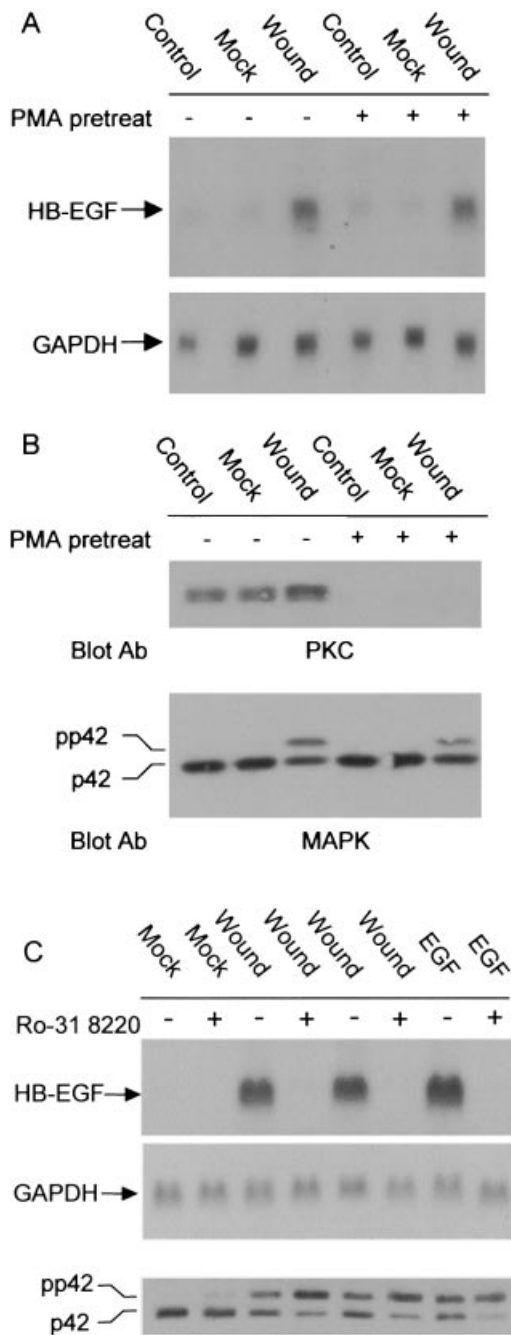 A
Control Mock Wound Control Mock Wound
PMA pretreat - - - + + +
HB-EGF
GAPDH
B
Control Mock Wound Control Mock Wound
PMA pretreat - - - + + +
Blot Ab PKC
pp42
p42
Blot Ab MAPK
C
Mock Mock Wound Wound Wound Wound EGF EGF
Ro-31 8220 - + - + - + - +
HB-EGF
GAPDH
pp42
p42